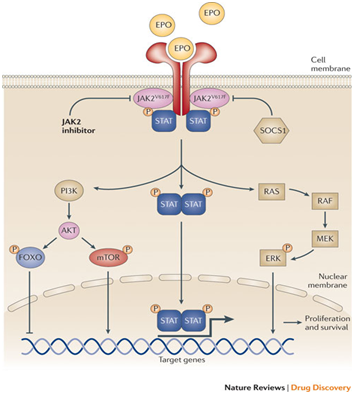 EPO
EPO
EPO
Cell
membrane
JAK2V617F
JAK2V617F
P
STAT
STAT
P
JAK2
inhibitor
SOCS1
PI3K
STAT
STAT
P
P
RAS
RAF
AKT
MEK
P
FOXO
mTOR
P
ERK
P
Nuclear
membrane
P
P
STAT
STAT
Proliferation
and survival
Target genes
Nature Reviews | Drug Discovery